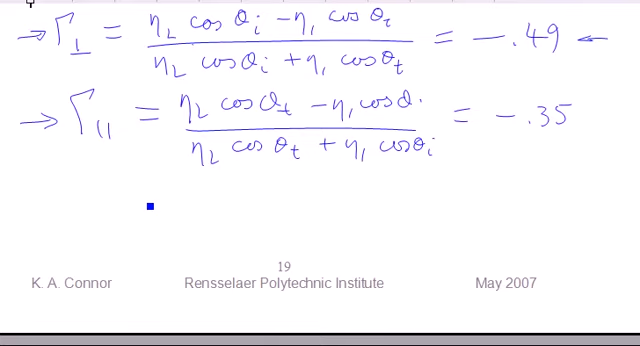 → Γ⊥ = (η₂ cos θᵢ − η₁ cos θᵢ) / (η₂ cos θᵢ + η₁ cos θₜ) = −.49 ←
→ Γ∥ = (η₂ cos θₜ − η₁ cos θ.) / (η₂ cos θₜ + η₁ cos θᵢ) = −.35
19
K. A. Connor Rensselaer Polytechnic Institute May 2007